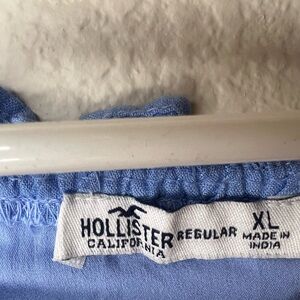 HOLLISTER
CALIFORNIA
REGULAR
XL
MADE IN
INDIA